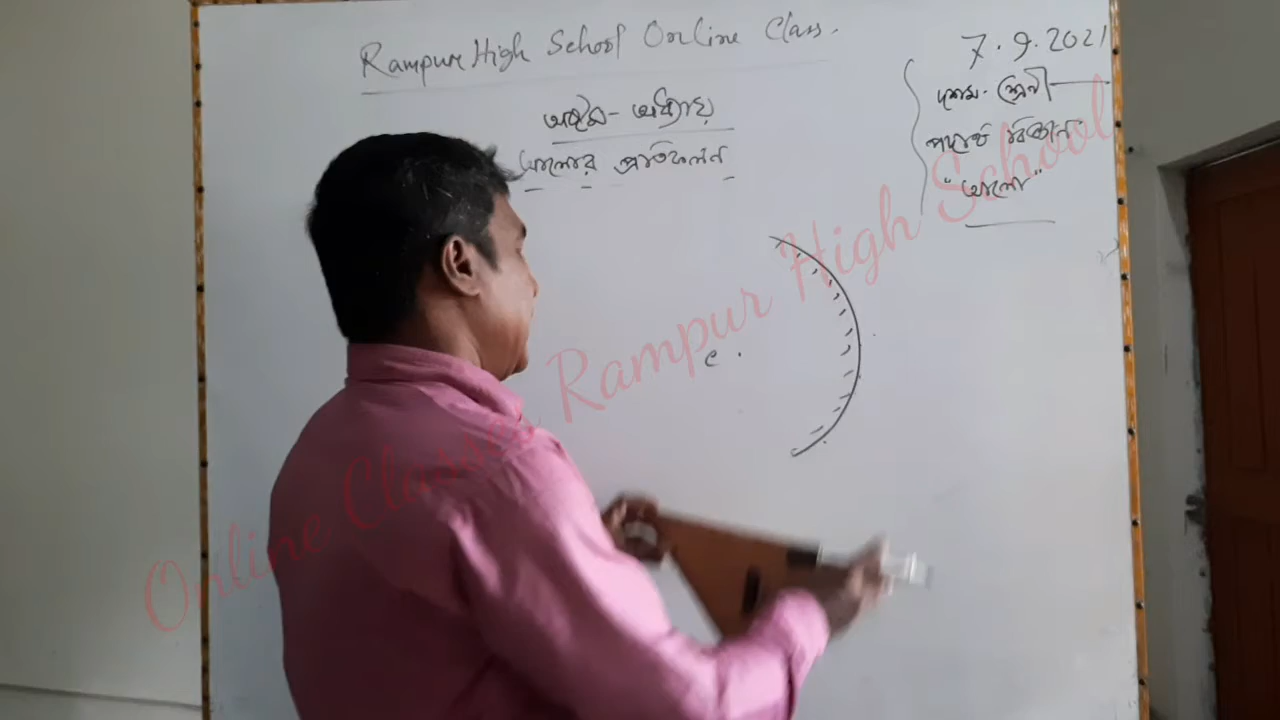 Rampur High School Online Class.
7.9.2021
দশম - শ্রেনী
পদার্থ বিজ্ঞান
"আলো"
অষ্টম - অধ্যায়
আলোর প্রতিফলন
c
Online Classes Rampur High School